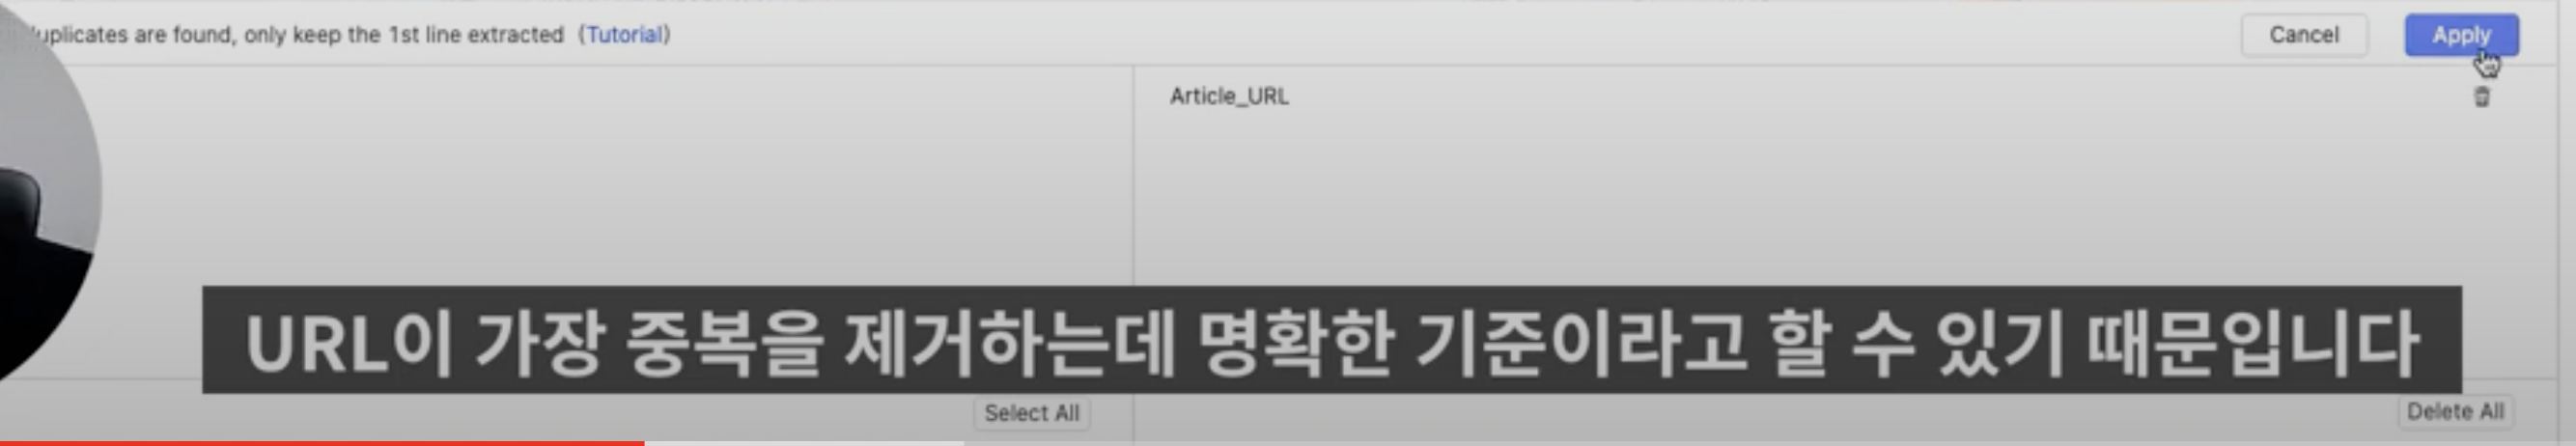 duplicates are found, only keep the 1st line extracted (Tutorial)
Cancel
Apply
Article_URL
URL이 가장 중복을 제거하는데 명확한 기준이라고 할 수 있기 때문입니다
Select All
Delete All